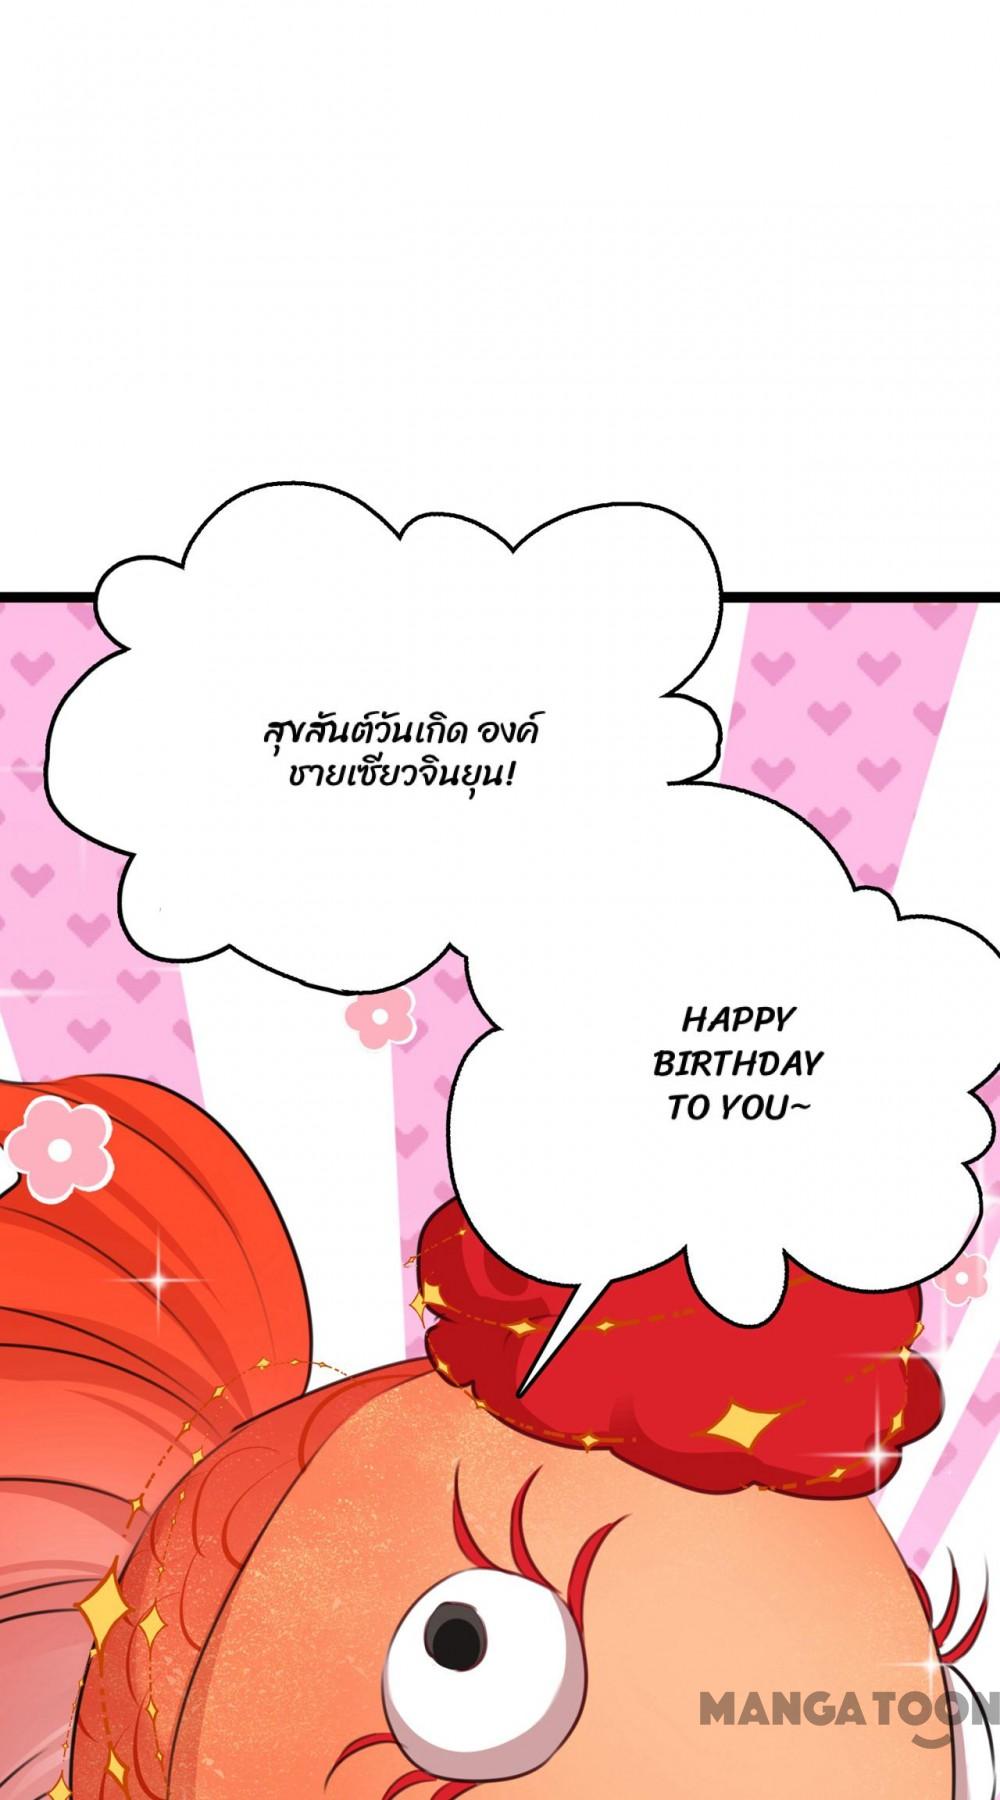 สุขสันต์วันเกิด องค์
ชายเซียวจินยุน!
HAPPY
BIRTHDAY
TO YOU~
MANGATOON